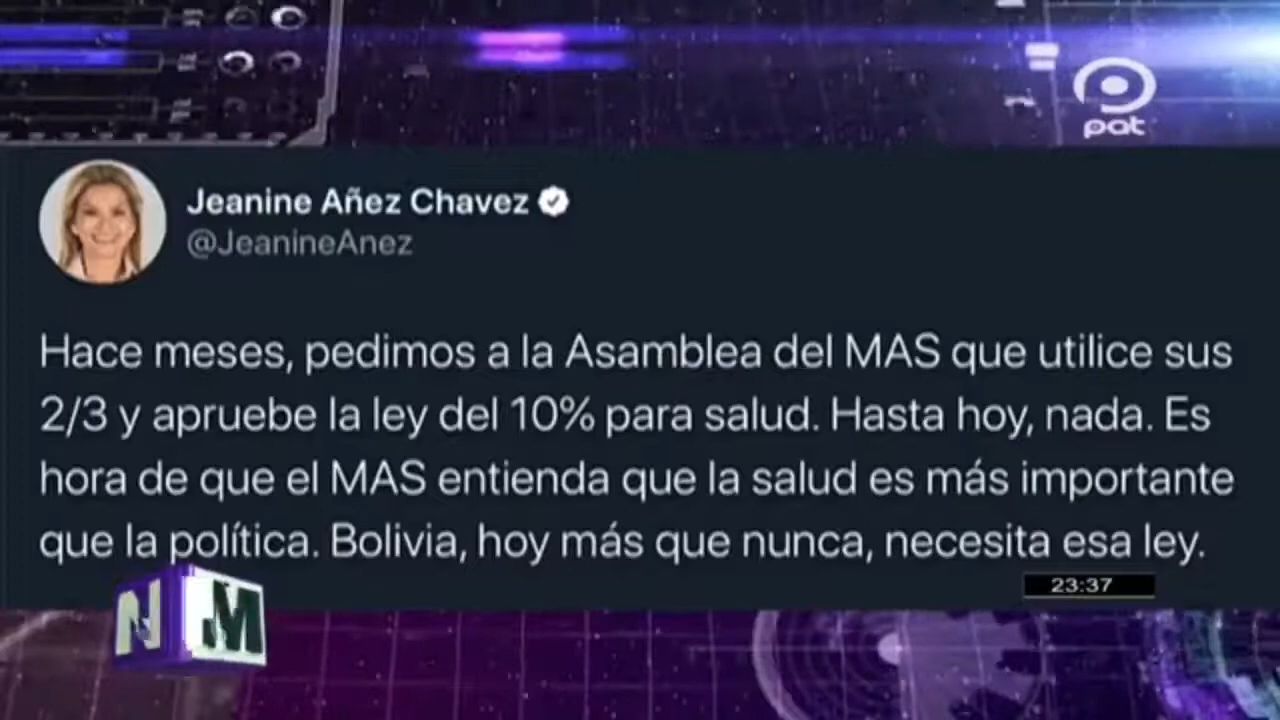 pat
Jeanine Añez Chavez
@JeanineAnez
Hace meses, pedimos a la Asamblea del MAS que utilice sus
2/3 y apruebe la ley del 10% para salud. Hasta hoy, nada. Es
hora de que el MAS entienda que la salud es más importante
que la política. Bolivia, hoy más que nunca, necesita esa ley.
23:37
N M